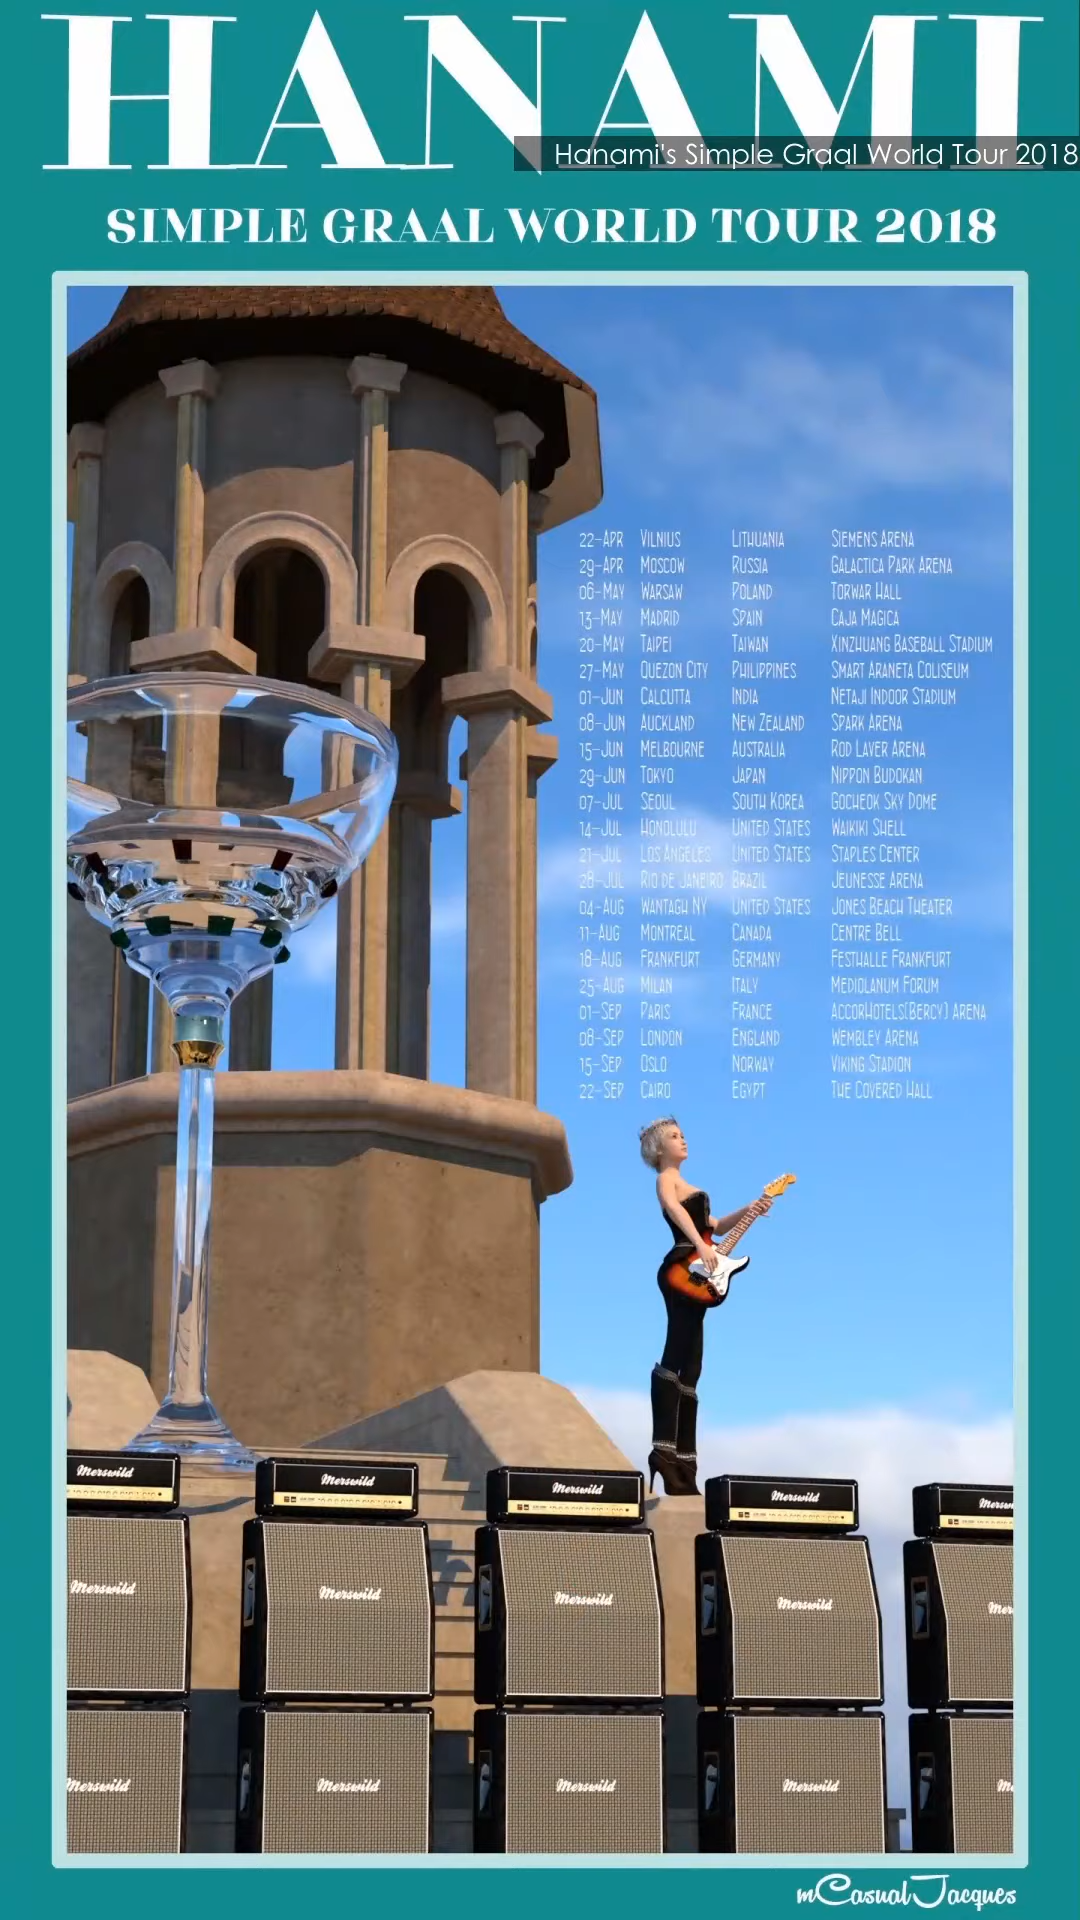 HANAMI
Hanami's Simple Graal World Tour 2018
SIMPLE GRAAL WORLD TOUR 2018
22-APR VILNIUS LITHUANIA SIEMENS ARENA
29-APR MOSCOW RUSSIA GALACTICA PARK ARENA
06-MAY WARSAW POLAND TORWAR HALL
13-MAY MADRID SPAIN CAJA MAGICA
20-MAY TAIPEI TAIWAN XINZHUANG BASEBALL STADIUM
27-MAY QUEZON CITY PHILIPPINES SMART ARANETA COLISEUM
01-JUN CALCUTTA INDIA NETAJI INDOOR STADIUM
08-JUN AUCKLAND NEW ZEALAND SPARK ARENA
15-JUN MELBOURNE AUSTRALIA ROD LAVER ARENA
29-JUN TOKYO JAPAN NIPPON BUDOKAN
07-JUL SEOUL SOUTH KOREA GOCHEOK SKY DOME
14-JUL HONOLULU UNITED STATES WAIKIKI SHELL
21-JUL LOS ANGELES UNITED STATES STAPLES CENTER
28-JUL RIO DE JANEIRO BRAZIL JEUNESSE ARENA
04-AUG WANTAGH NY UNITED STATES JONES BEACH THEATER
11-AUG MONTREAL CANADA CENTRE BELL
18-AUG FRANKFURT GERMANY FESTHALLE FRANKFURT
25-AUG MILAN ITALY MEDIOLANUM FORUM
01-SEP PARIS FRANCE ACCORHOTELS(BERCY) ARENA
08-SEP LONDON ENGLAND WEMBLEY ARENA
15-SEP OSLO NORWAY VIKING STADION
22-SEP CAIRO EGYPT THE COVERED HALL
Merswild Merswild Merswild Merswild Mersw
Merswild Merswild Merswild Merswild Mer
Merswild Merswild Merswild Merswild M
mCasualJacques